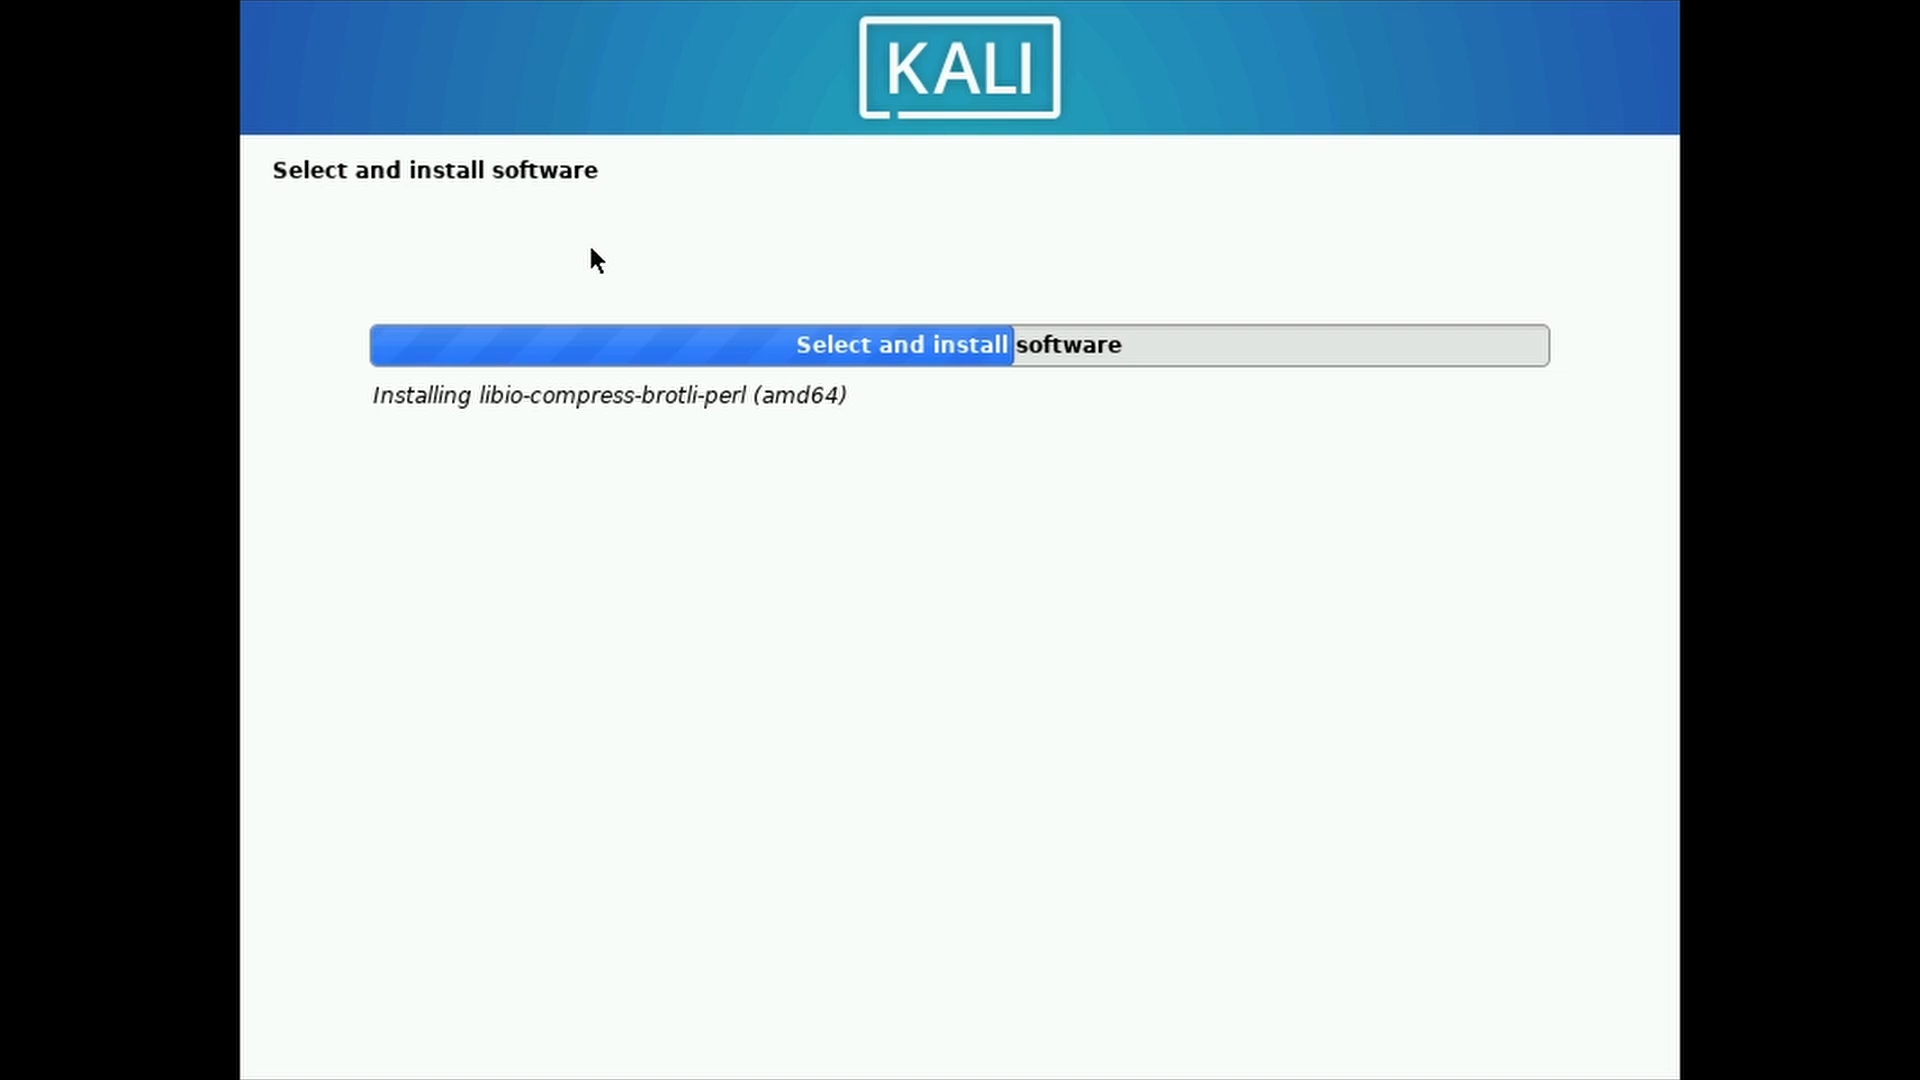 KALI
Select and install software
Select and install software
Installing libio-compress-brotli-perl (amd64)